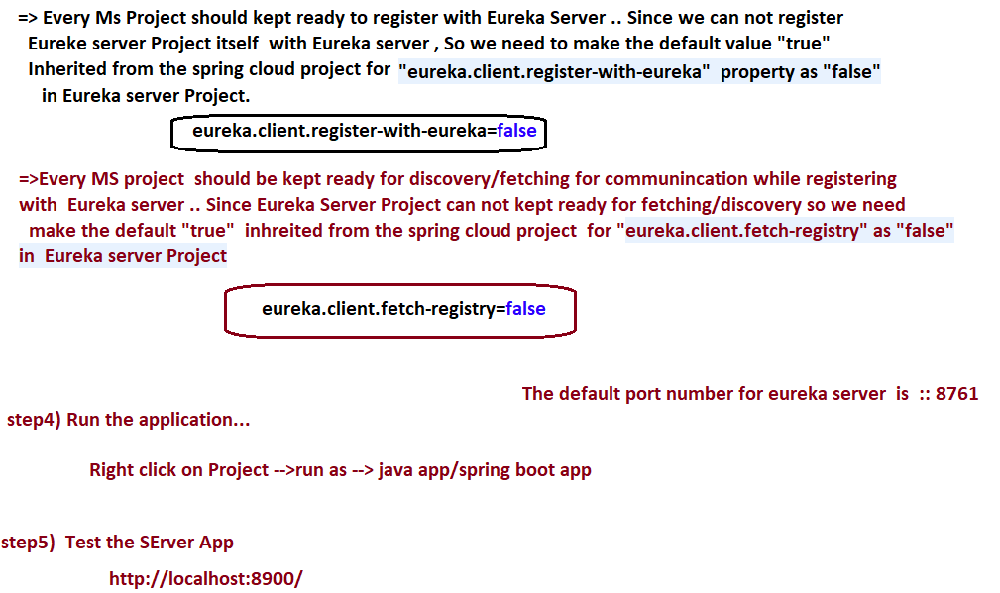 => Every Ms Project should kept ready to register with Eureka Server .. Since we can not register
Eureke server Project itself with Eureka server , So we need to make the default value "true"
Inherited from the spring cloud project for "eureka.client.register-with-eureka" property as "false"
in Eureka server Project.
eureka.client.register-with-eureka=false
=>Every MS project should be kept ready for discovery/fetching for communincation while registering
with Eureka server .. Since Eureka Server Project can not kept ready for fetching/discovery so we need
make the default "true" inhreited from the spring cloud project for "eureka.client.fetch-registry" as "false"
in Eureka server Project
eureka.client.fetch-registry=false
The default port number for eureka server is :: 8761
step4) Run the application...
Right click on Project -->run as --> java app/spring boot app
step5) Test the SErver App
http://localhost:8900/